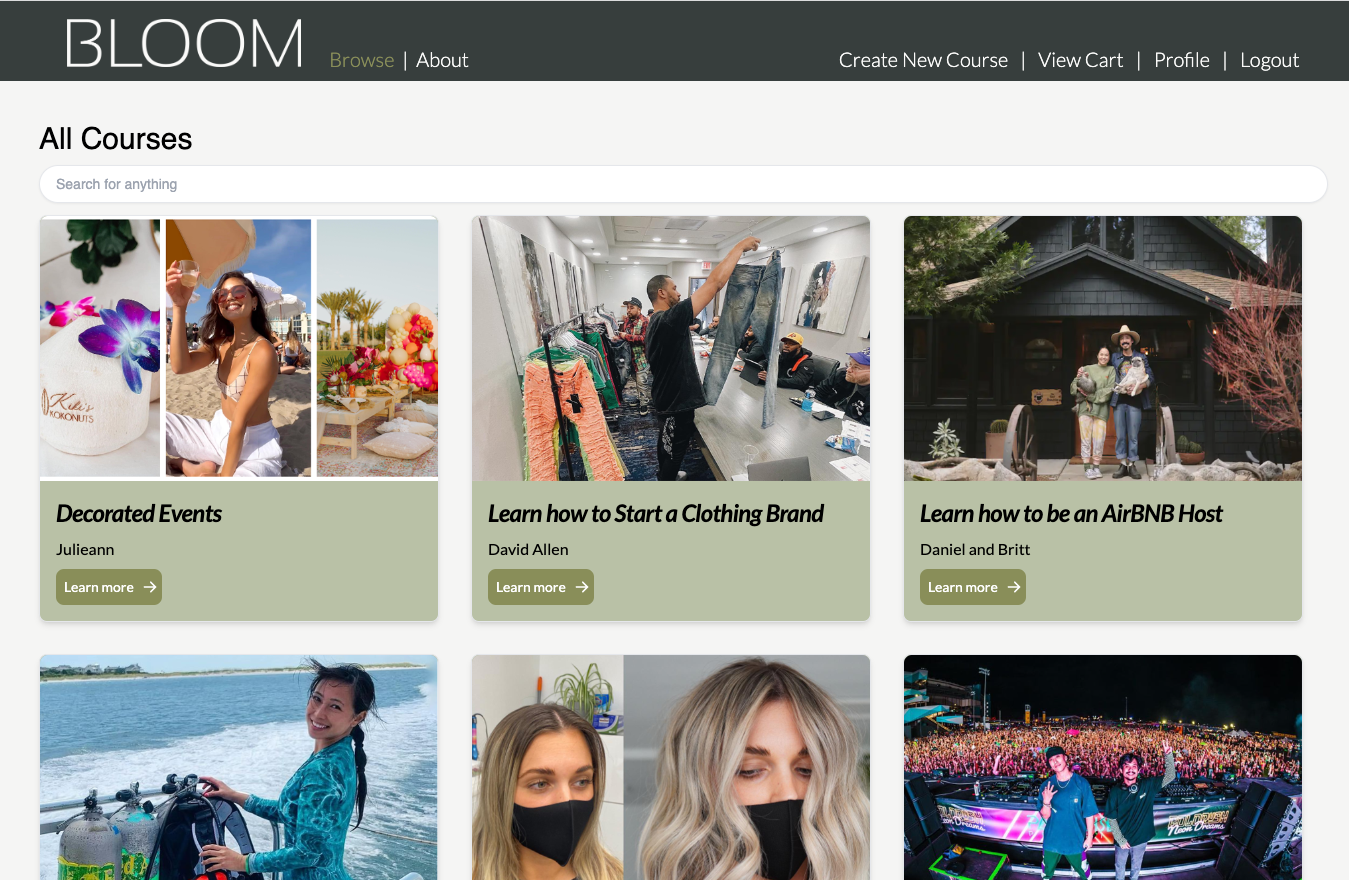 BLOOM
Browse | About
Create New Course | View Cart | Profile | Logout
All Courses
Search for anything
Kiki's
KOKONUTS
Decorated Events
Julieann
Learn more →
Learn how to Start a Clothing Brand
David Allen
Learn more →
Learn how to be an AirBNB Host
Daniel and Britt
Learn more →
Neon Dreams